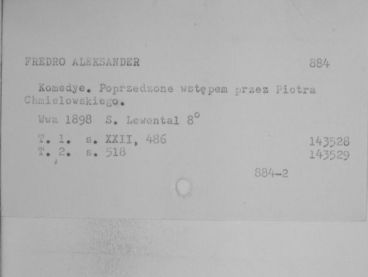 FREDRO ALEKSANDER 884
Komedye. Poprzedzone wstępem przez Piotra
Chmielowskiego.
Wwa 1898 S. Lewental 8°
T. 1. s. XXII, 486 143528
T. 2. s. 518 143529
884-2